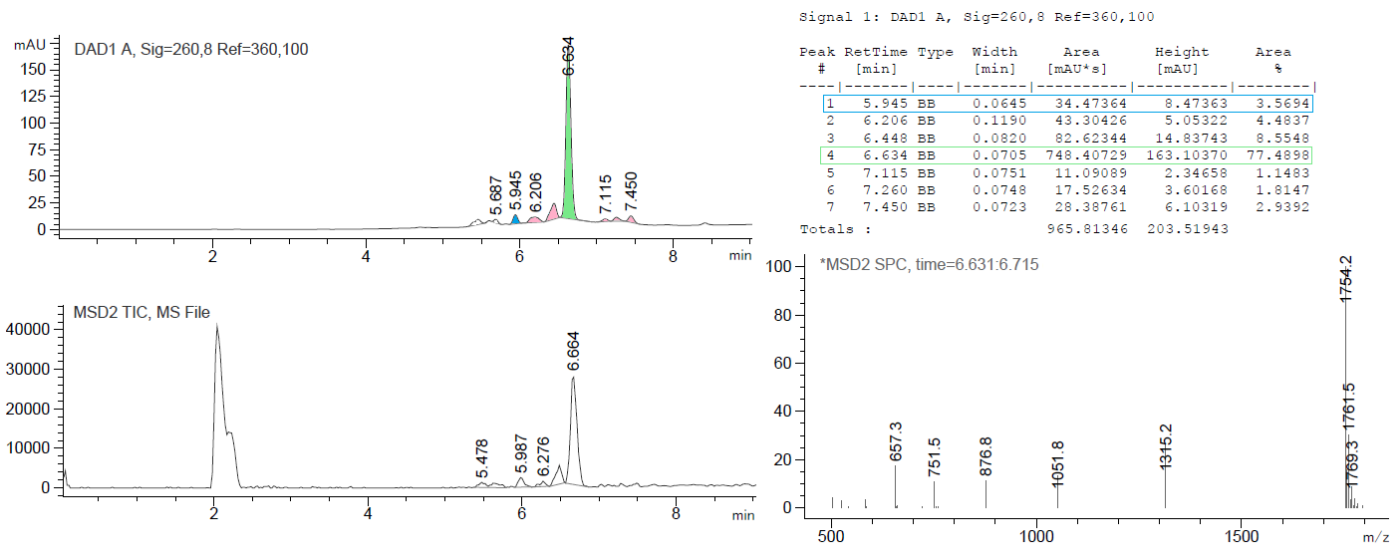 mAU
DAD1 A, Sig=260,8 Ref=360,100
150
125
100
75
50
25
0
5.687
5.945
6.206
6.634
7.115
7.450
2
4
6
8
min
Signal 1: DAD1 A, Sig=260,8 Ref=360,100
Peak RetTime Type Width Area Height Area
# [min] [min] [mAU*s] [mAU] %
----|-------|----|-------|----------|----------|--------|
1 5.945 BB 0.0645 34.47364 8.47363 3.5694
2 6.206 BB 0.1190 43.30426 5.05322 4.4837
3 6.448 BB 0.0820 82.62344 14.83743 8.5548
4 6.634 BB 0.0705 748.40729 163.10370 77.4898
5 7.115 BB 0.0751 11.09089 2.34658 1.1483
6 7.260 BB 0.0748 17.52634 3.60168 1.8147
7 7.450 BB 0.0723 28.38761 6.10319 2.9392
Totals : 965.81346 203.51943
MSD2 TIC, MS File
40000
30000
20000
10000
0
5.478
5.987
6.276
6.664
2
4
6
8
min
*MSD2 SPC, time=6.631:6.715
100
80
60
40
20
0
657.3
751.5
876.8
1051.8
1315.2
1754.2
1761.5
1769.3
500
1000
1500
m/z